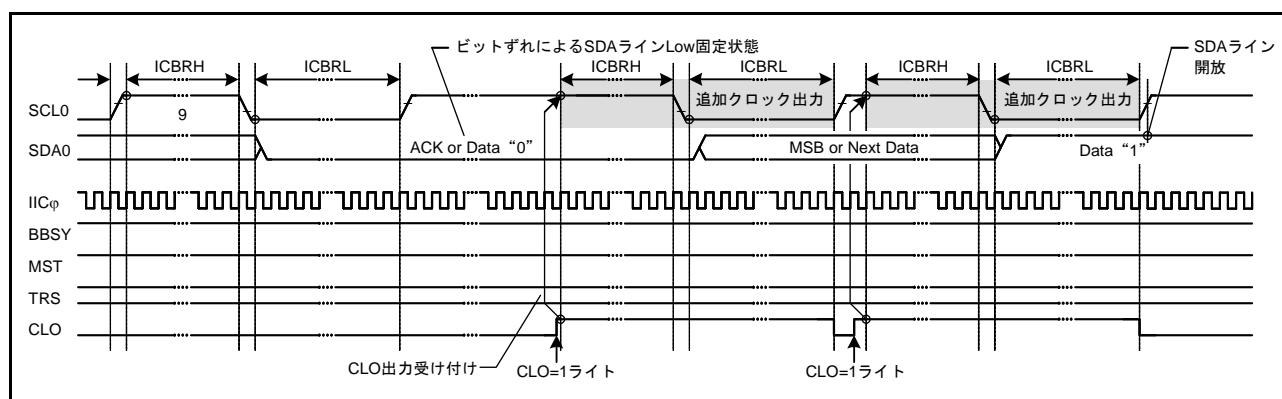 ビットずれによるSDAラインLow固定状態
SDAライン
開放
ICBRH
ICBRL
ICBRH
ICBRL
ICBRH
ICBRL
SCL0
9
追加クロック出力
追加クロック出力
SDA0
ACK or Data “0”
MSB or Next Data
Data “1”
IICφ
BBSY
MST
TRS
CLO
CLO出力受け付け
CLO=1ライト
CLO=1ライト